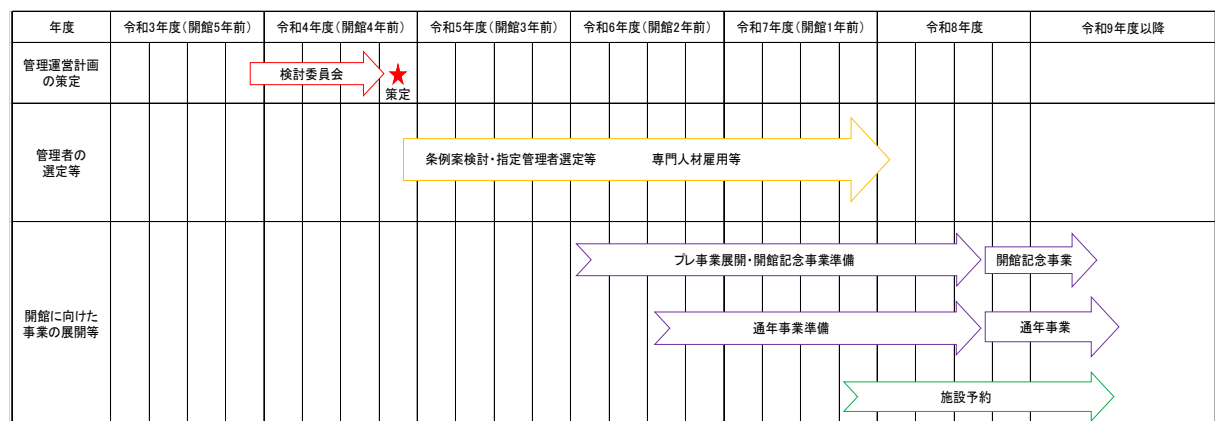 年度
令和3年度(開館5年前)
令和4年度(開館4年前)
令和5年度(開館3年前)
令和6年度(開館2年前)
令和7年度(開館1年前)
令和8年度
令和9年度以降
管理運営計画
の策定
検討委員会
★
策定
管理者の
選定等
条例案検討・指定管理者選定等
専門人材雇用等
開館に向けた
事業の展開等
プレ事業展開・開館記念事業準備
開館記念事業
通年事業準備
通年事業
施設予約